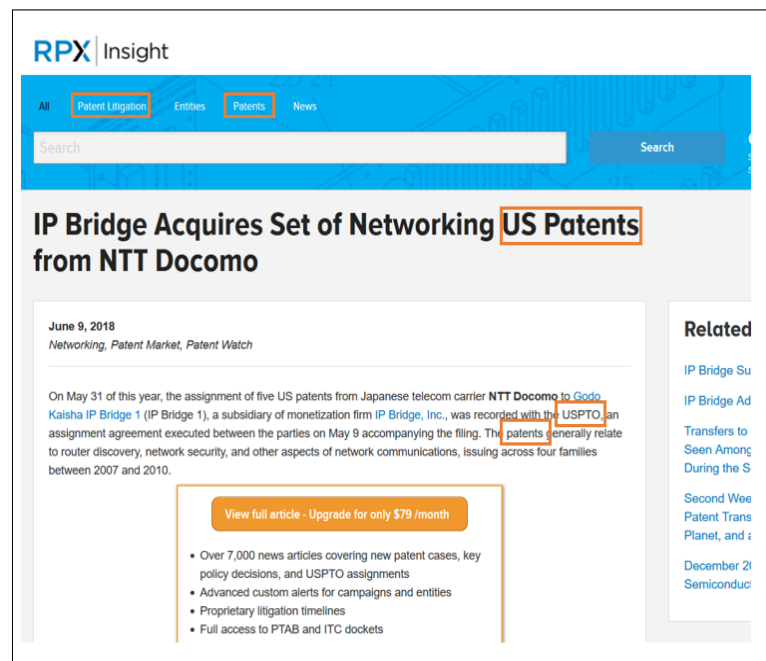 RPX Insight
All Patent Litigation Entities Patents News
Search Search
IP Bridge Acquires Set of Networking US Patents
from NTT Docomo
June 9, 2018
Networking, Patent Market, Patent Watch
On May 31 of this year, the assignment of five US patents from Japanese telecom carrier NTT Docomo to Godo
Kaisha IP Bridge 1 (IP Bridge 1), a subsidiary of monetization firm IP Bridge, Inc., was recorded with the USPTO, an
assignment agreement executed between the parties on May 9 accompanying the filing. The patents generally relate
to router discovery, network security, and other aspects of network communications, issuing across four families
between 2007 and 2010.
View full article - Upgrade for only $79 /month
• Over 7,000 news articles covering new patent cases, key
policy decisions, and USPTO assignments
• Advanced custom alerts for campaigns and entities
• Proprietary litigation timelines
• Full access to PTAB and ITC dockets
Related
IP Bridge Su
IP Bridge Ad
Transfers to
Seen Among
During the S
Second Wee
Patent Trans
Planet, and a
December 20
Semiconduct